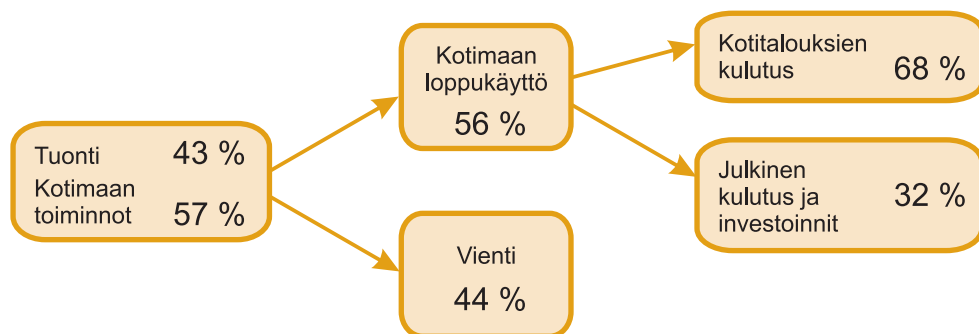 Tuonti 43 %
Kotimaan
toiminnot 57 %
Kotimaan
loppukäyttö
56 %
Vienti
44 %
Kotitalouksien
kulutus 68 %
Julkinen
kulutus ja 32 %
investoinnit